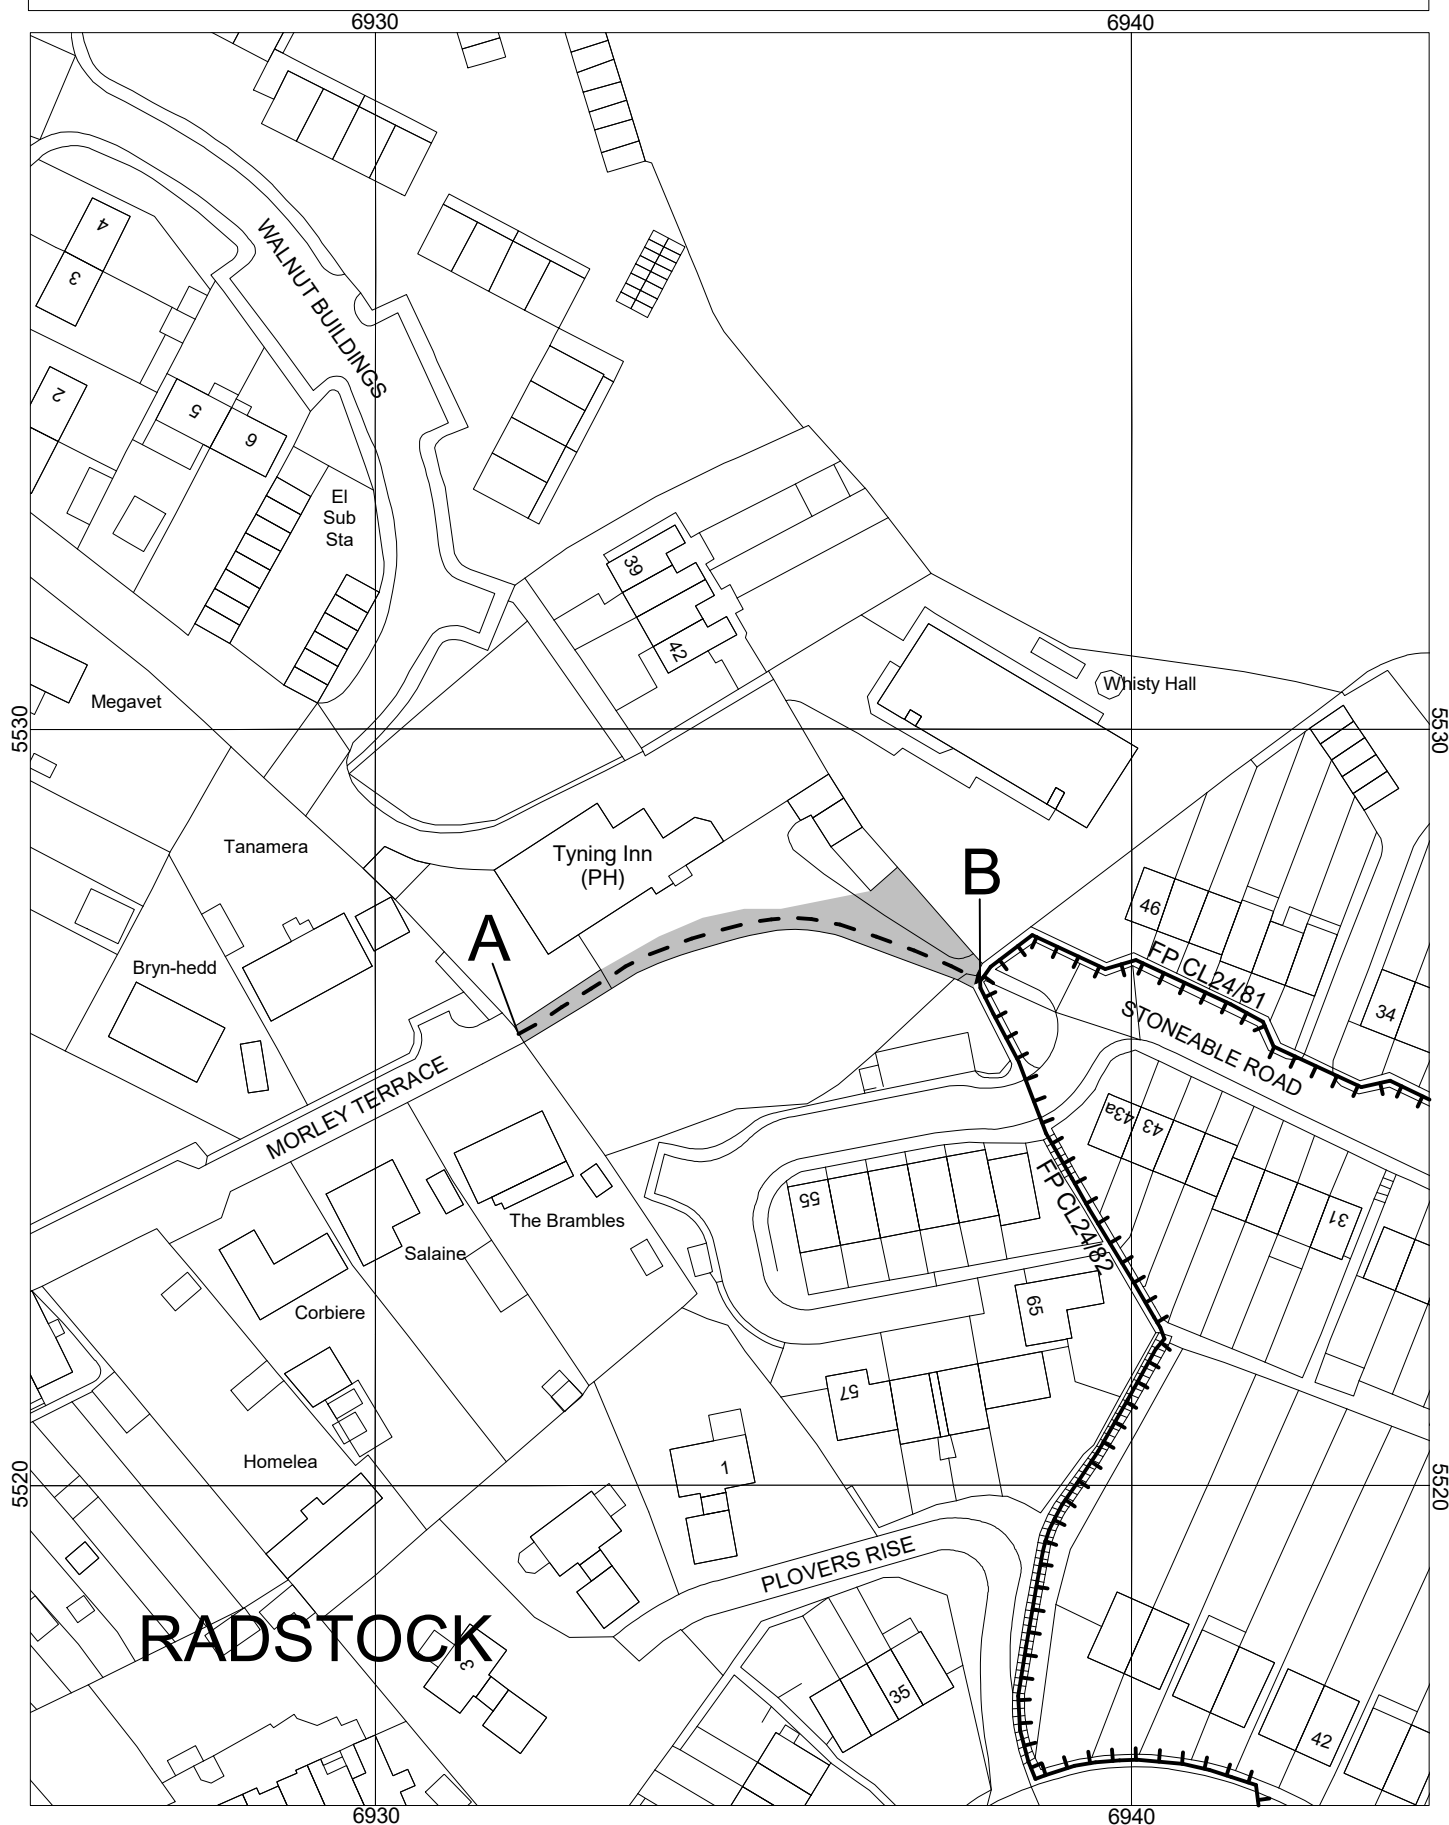 6930
6940
4
3
WALNUT BUILDINGS
2
5
6
El
Sub
Sta
39
42
Megavet
Whisty Hall
5530
5530
Tanamera
Tyning Inn
(PH)
B
A
46
FP CL24/81
Bryn-hedd
34
STONEABLE ROAD
MORLEY TERRACE
43a
43
FP CL24/82
55
31
The Brambles
Salaine
Corbiere
65
57
Homelea
1
5520
5520
PLOVERS RISE
RADSTOCK
3
35
42
6930
6940